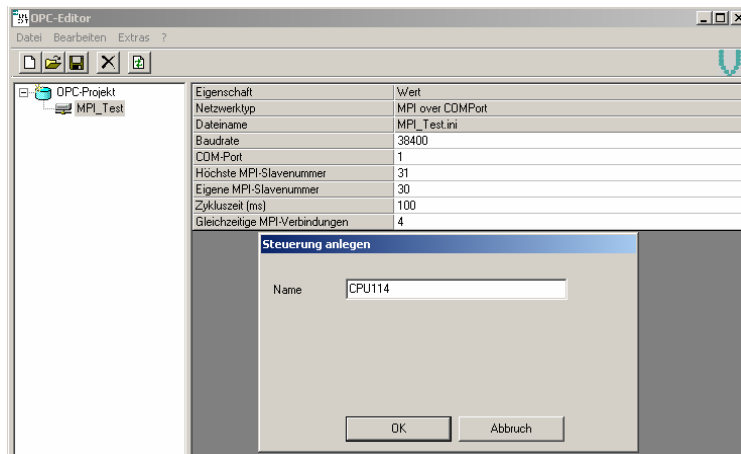 OPC-Editor
Datei Bearbeiten Extras ?
OPC-Projekt
MPI_Test
Eigenschaft Wert
Netzwerktyp MPI over COMPort
Dateiname MPI_Test.ini
Baudrate 38400
COM-Port 1
Höchste MPI-Slavenummer 31
Eigene MPI-Slavenummer 30
Zykluszeit (ms) 100
Gleichzeitige MPI-Verbindungen 4
Steuerung anlegen
Name CPU114
OK Abbruch